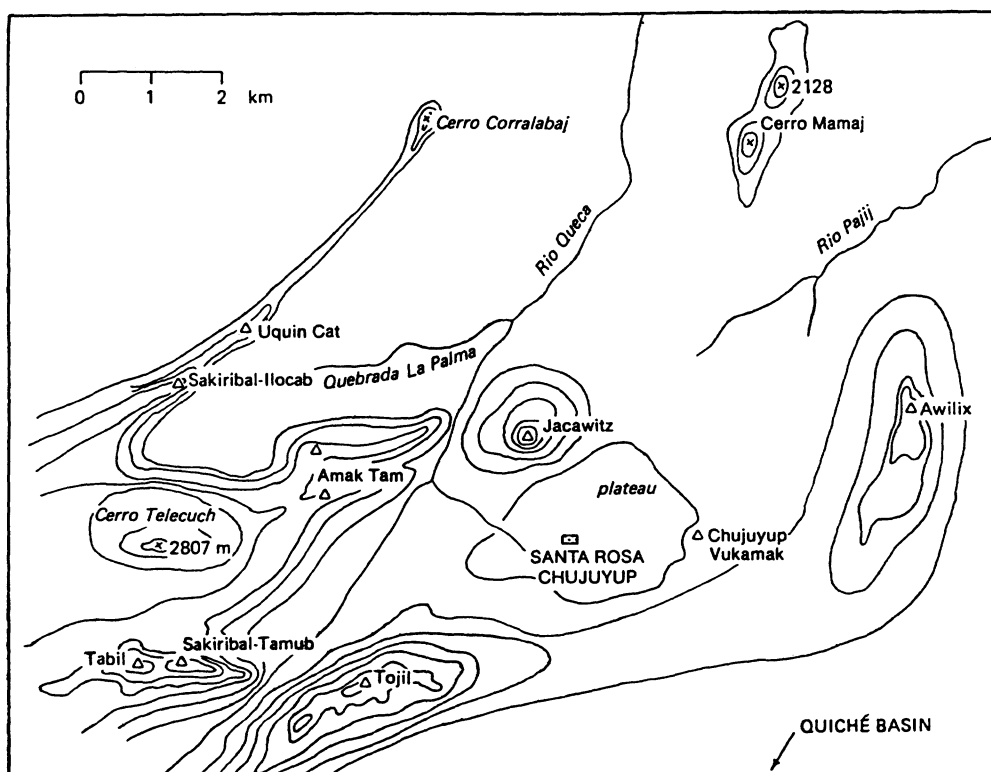 0 1 2 km
2128
Cerro Corralabaj
Cerro Mamaj
Rio Queca
Rio Pajij
Uquin Cat
Quebrada La Palma
Sakiribal-Ilocab
Awilix
Jacawitz
Amak Tam
plateau
Cerro Telecuch
2807 m
SANTA ROSA
CHUJUYUP
Chujuyup
Vukamak
Sakiribal-Tamub
Tabil
Tojil
QUICHÉ BASIN